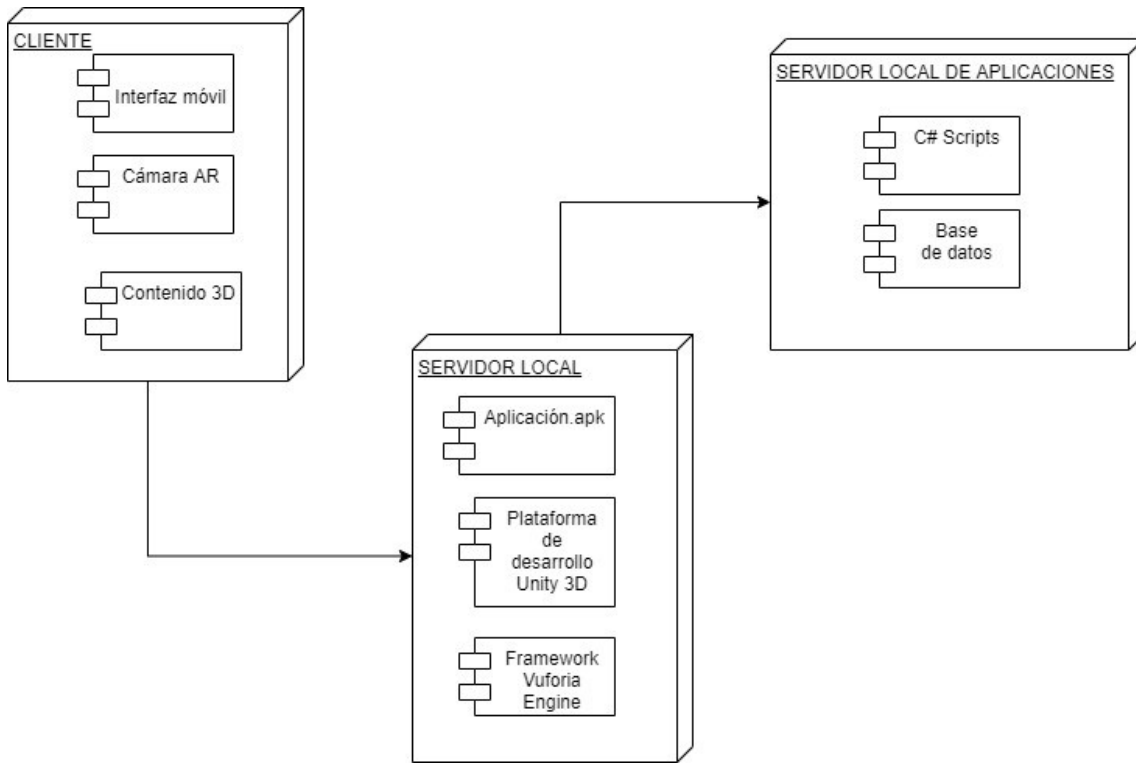 CLIENTE
Interfaz móvil
Cámara AR
Contenido 3D
SERVIDOR LOCAL
Aplicación.apk
Plataforma
de
desarrollo
Unity 3D
Framework
Vuforia
Engine
SERVIDOR LOCAL DE APLICACIONES
C# Scripts
Base
de datos